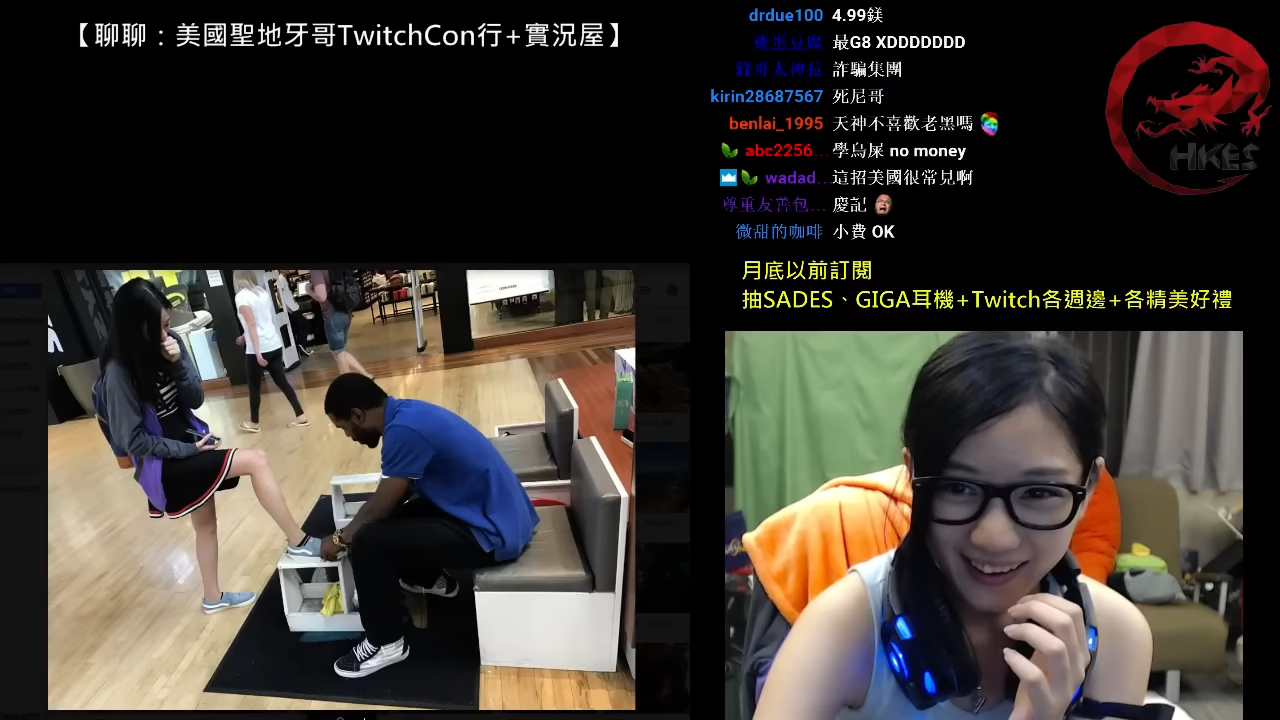 【聊聊：美國聖地牙哥TwitchCon行+實況屋】
drdue100 4.99鎂
最G8 XDDDDDDD
詐騙集團
kirin28687567 死尼哥
benlai_1995 天神不喜歡老黑嗎
abc2256... 學烏屎 no money
wadad... 這招美國很常見啊
尊重友善包... 慶記
微甜的咖啡 小費 OK
HKES
月底以前訂閱
抽SADES、GIGA耳機+Twitch各週邊+各精美好禮